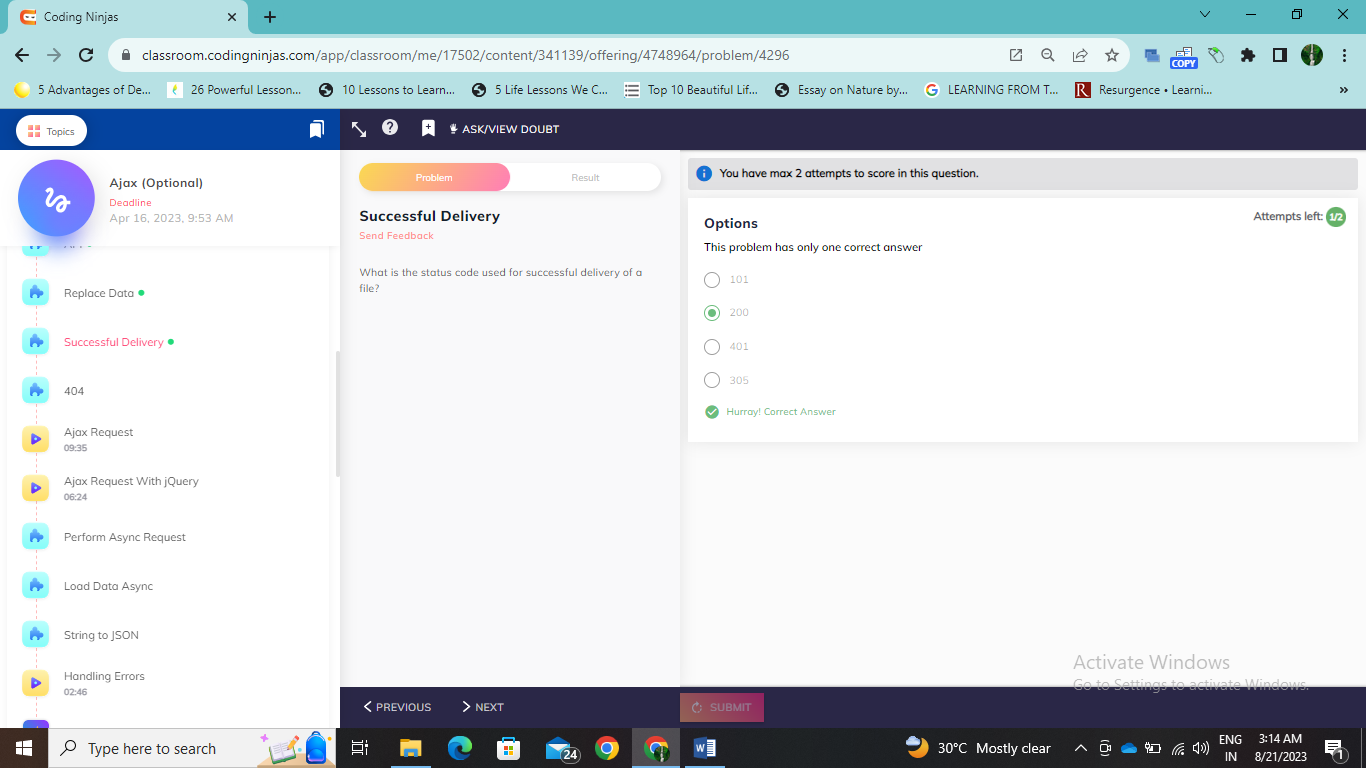 Coding Ninjas
classroom.codingninjas.com/app/classroom/me/17502/content/341139/offering/4748964/problem/4296
COPY
5 Advantages of De...
26 Powerful Lesson...
10 Lessons to Learn...
5 Life Lessons We C...
Top 10 Beautiful Lif...
Essay on Nature by...
LEARNING FROM T...
Resurgence • Learni...
Topics
ASK/VIEW DOUBT
Ajax (Optional)
Deadline
Apr 16, 2023, 9:53 AM
Replace Data
Successful Delivery
404
Ajax Request
09:35
Ajax Request With jQuery
06:24
Perform Async Request
Load Data Async
String to JSON
Handling Errors
02:46
Problem
Result
Successful Delivery
Send Feedback
What is the status code used for successful delivery of a
file?
You have max 2 attempts to score in this question.
Options
Attempts left: 1/2
This problem has only one correct answer
101
200
401
305
Hurray! Correct Answer
Activate Windows
Go to Settings to activate Windows.
PREVIOUS
NEXT
SUBMIT
Type here to search
24
30°C Mostly clear
ENG
IN
3:14 AM
8/21/2023
1